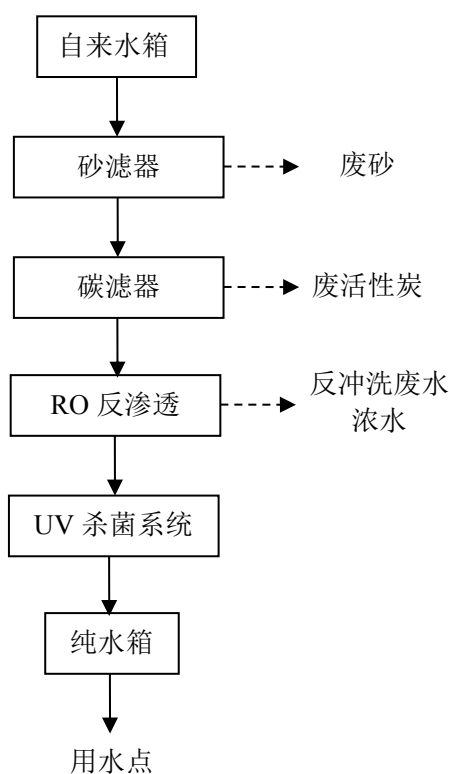 自来水箱
砂滤器
废砂
碳滤器
废活性炭
RO 反渗透
反冲洗废水
浓水
UV 杀菌系统
纯水箱
用水点